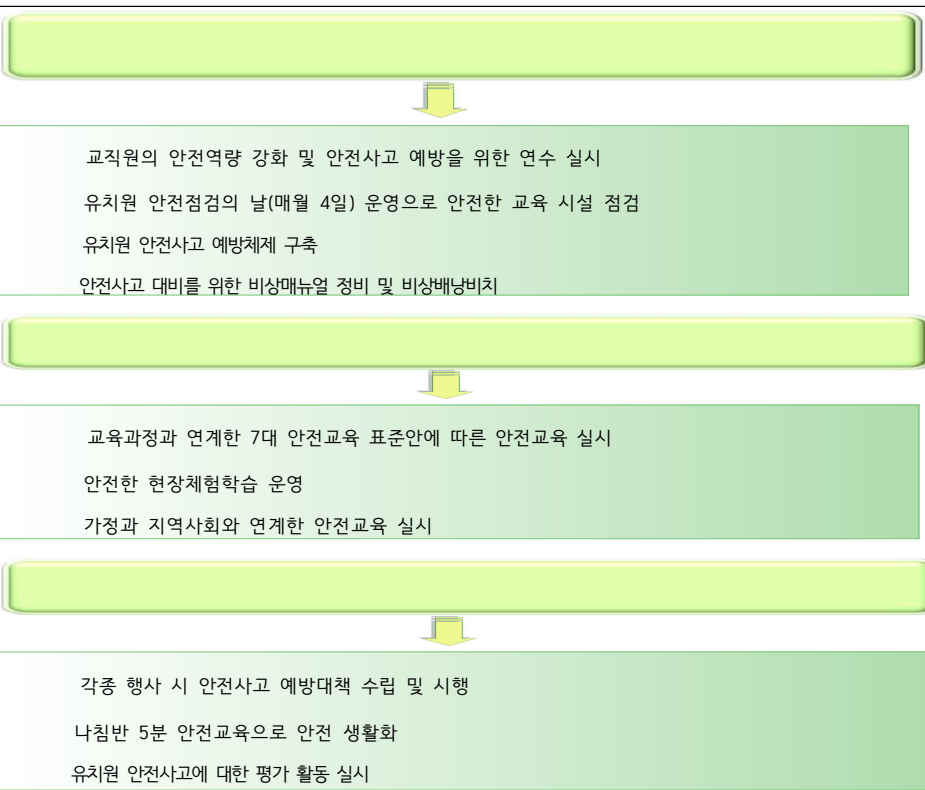 교직원의 안전역량 강화 및 안전사고 예방을 위한 연수 실시
유치원 안전점검의 날(매월 4일) 운영으로 안전한 교육 시설 점검
유치원 안전사고 예방체제 구축
안전사고 대비를 위한 비상매뉴얼 정비 및 비상배낭비치
교육과정과 연계한 7대 안전교육 표준안에 따른 안전교육 실시
안전한 현장체험학습 운영
가정과 지역사회와 연계한 안전교육 실시
각종 행사 시 안전사고 예방대책 수립 및 시행
나침반 5분 안전교육으로 안전 생활화
유치원 안전사고에 대한 평가 활동 실시